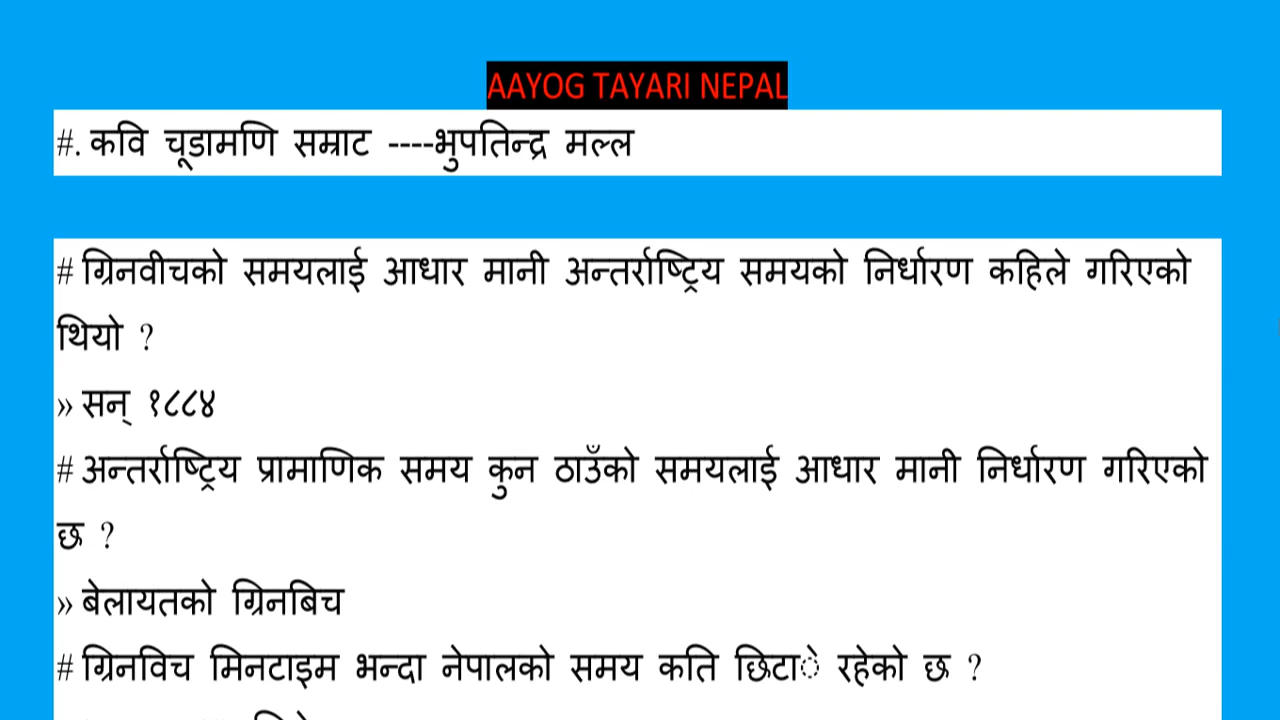 AAYOG TAYARI NEPAL
#. कवि चूडामणि सम्राट ----भुपतिन्द्र मल्ल
# ग्रिनवीचको समयलाई आधार मानी अन्तर्राष्ट्रिय समयको निर्धारण कहिले गरिएको
थियो ?
» सन् १८८४
# अन्तर्राष्ट्रिय प्रामाणिक समय कुन ठाउँको समयलाई आधार मानी निर्धारण गरिएको
छ ?
» बेलायतको ग्रिनबिच
# ग्रिनविच मिनटाइम भन्दा नेपालको समय कति छिटाे रहेको छ ?